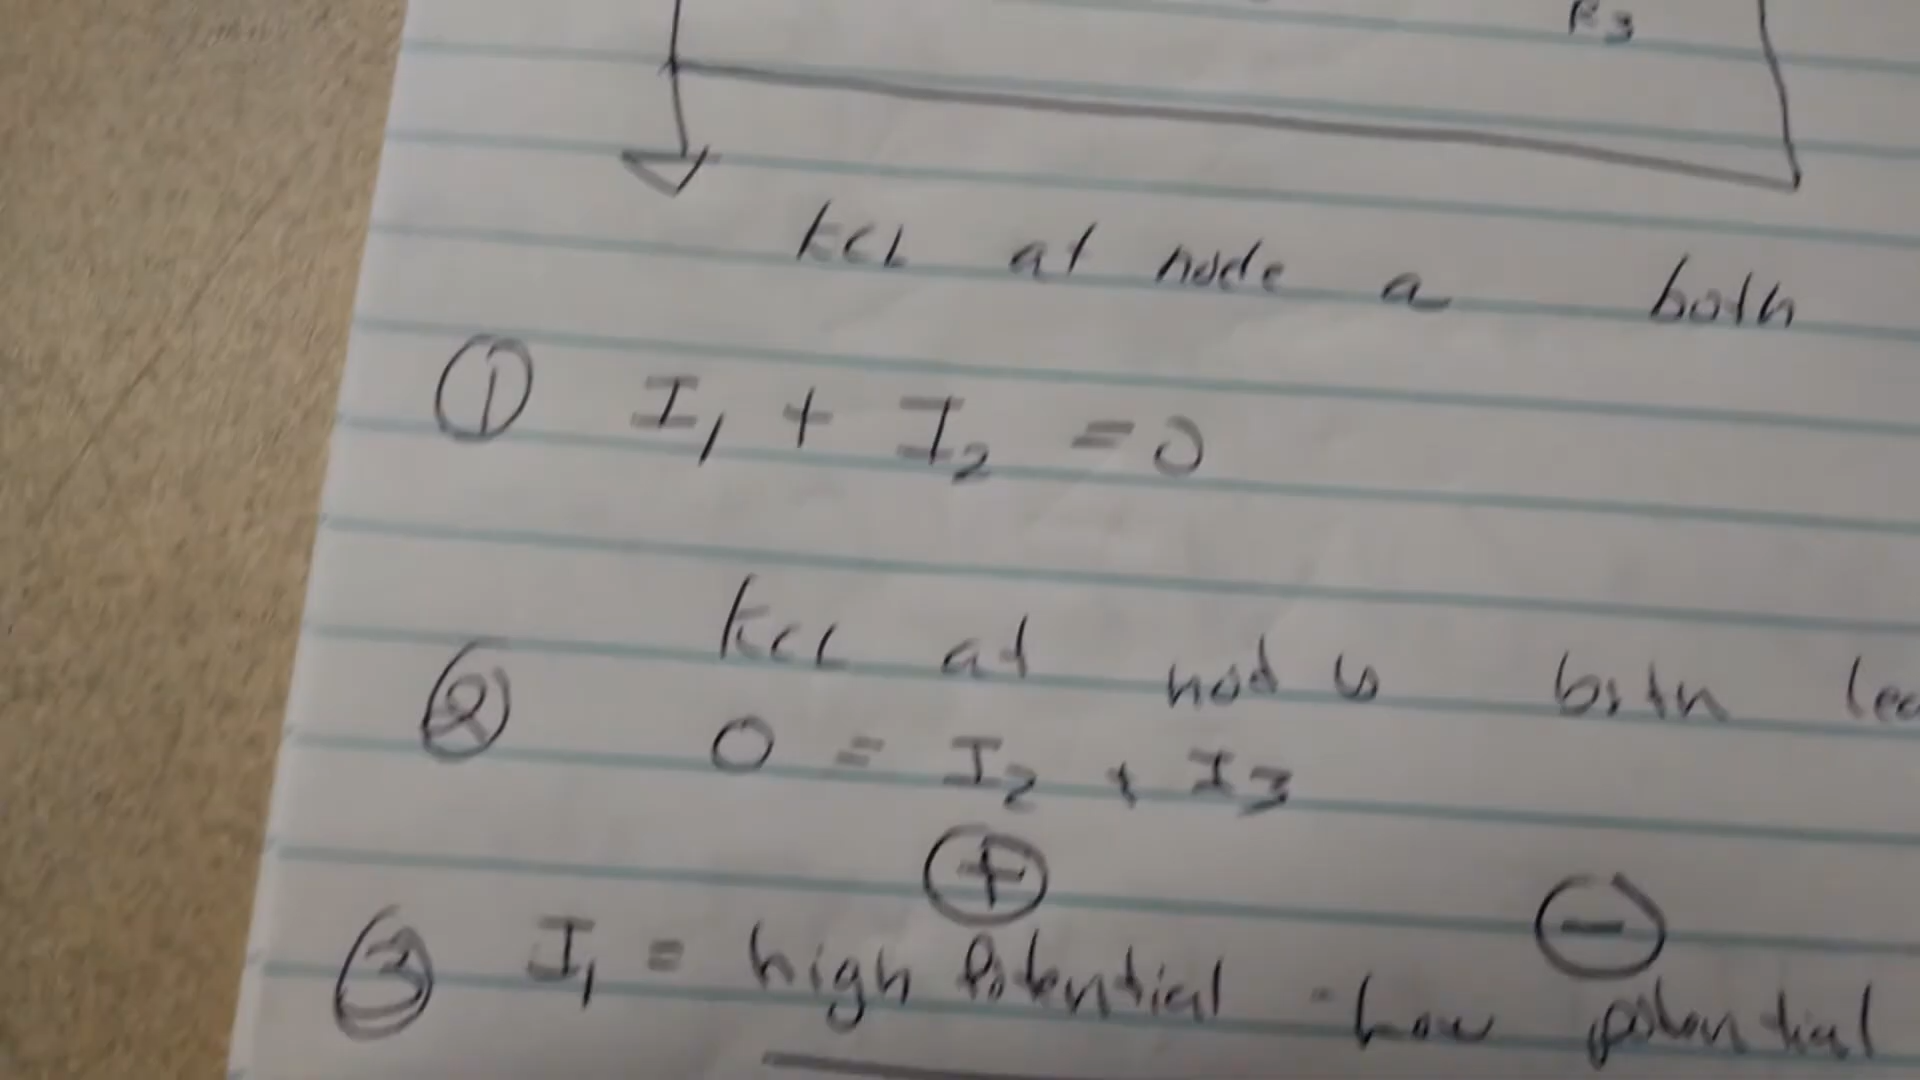 R3
KCL at node a both
① I₁ + I₂ = 0
KCL at nod b both lea
② 0 = I₂ + I₃
⊕ ⊖
③ I₁ = high Potential - Low potential